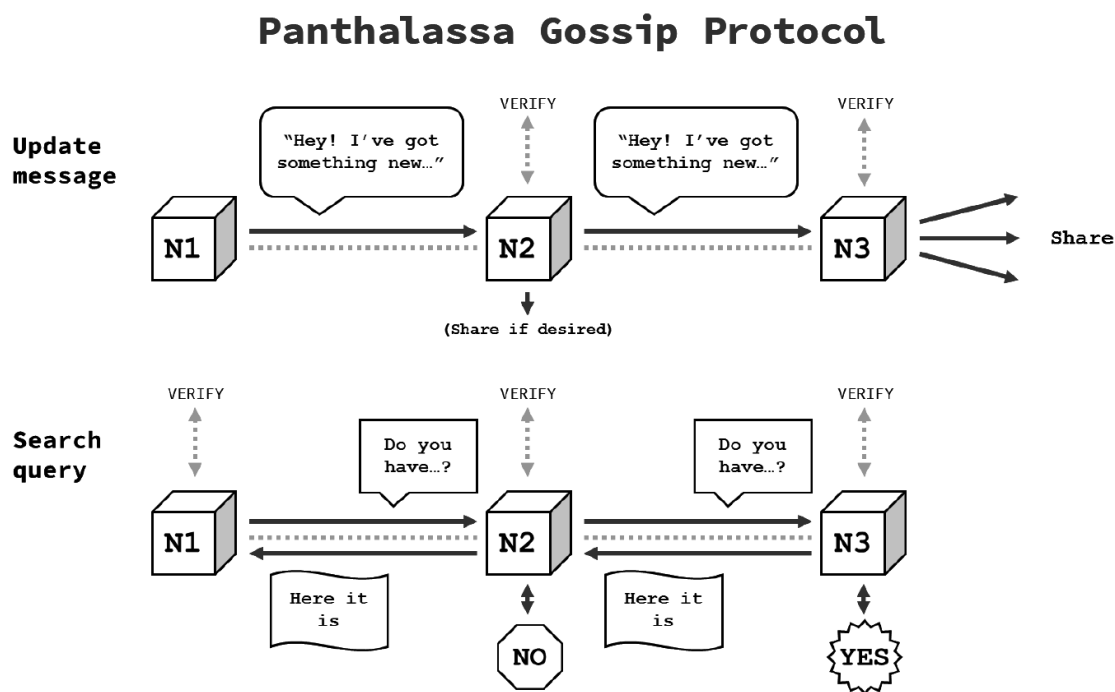 Panthalassa Gossip Protocol
Update
message
VERIFY
VERIFY
“Hey! I’ve got
something new…”
“Hey! I’ve got
something new…”
N1
N2
N3
Share
(Share if desired)
Search
query
VERIFY
VERIFY
VERIFY
Do you
have…?
Do you
have…?
N1
N2
N3
Here it
is
Here it
is
NO
YES